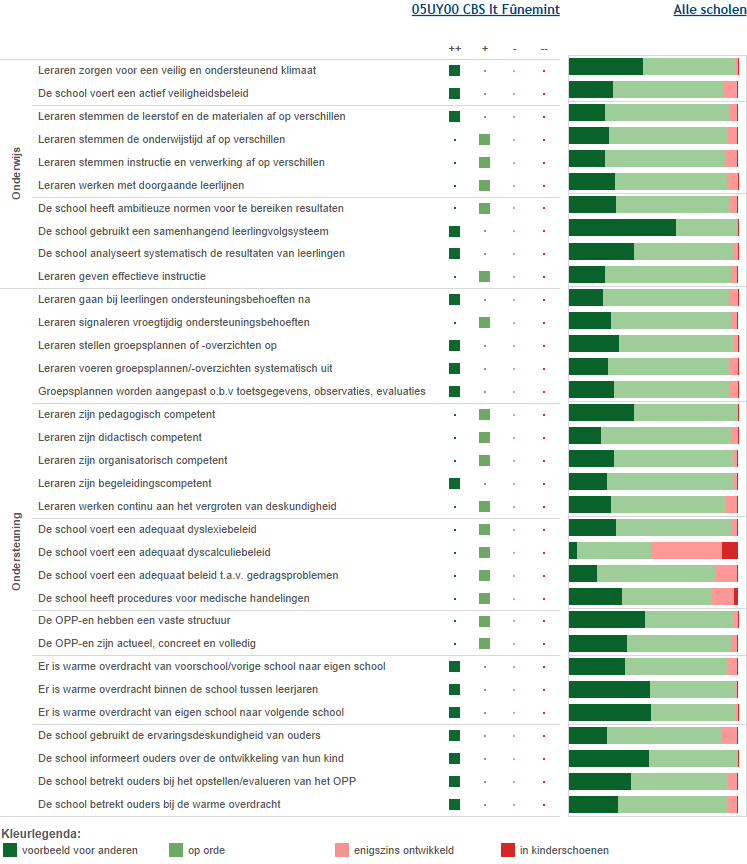 05UY00 CBS It Fûnemint Alle scholen
++ + - --
Onderwijs
Leraren zorgen voor een veilig en ondersteunend klimaat
De school voert een actief veiligheidsbeleid
Leraren stemmen de leerstof en de materialen af op verschillen
Leraren stemmen de onderwijstijd af op verschillen
Leraren stemmen instructie en verwerking af op verschillen
Leraren werken met doorgaande leerlijnen
De school heeft ambitieuze normen voor te bereiken resultaten
De school gebruikt een samenhangend leerlingvolgsysteem
De school analyseert systematisch de resultaten van leerlingen
Leraren geven effectieve instructie
Ondersteuning
Leraren gaan bij leerlingen ondersteuningsbehoeften na
Leraren signaleren vroegtijdig ondersteuningsbehoeften
Leraren stellen groepsplannen of -overzichten op
Leraren voeren groepsplannen/-overzichten systematisch uit
Groepsplannen worden aangepast o.b.v toetsgegevens, observaties, evaluaties
Leraren zijn pedagogisch competent
Leraren zijn didactisch competent
Leraren zijn organisatorisch competent
Leraren zijn begeleidingscompetent
Leraren werken continu aan het vergroten van deskundigheid
De school voert een adequaat dyslexiebeleid
De school voert een adequaat dyscalculiebeleid
De school voert een adequaat beleid t.a.v. gedragsproblemen
De school heeft procedures voor medische handelingen
De OPP-en hebben een vaste structuur
De OPP-en zijn actueel, concreet en volledig
Er is warme overdracht van voorschool/vorige school naar eigen school
Er is warme overdracht binnen de school tussen leerjaren
Er is warme overdracht van eigen school naar volgende school
De school gebruikt de ervaringsdeskundigheid van ouders
De school informeert ouders over de ontwikkeling van hun kind
De school betrekt ouders bij het opstellen/evalueren van het OPP
De school betrekt ouders bij de warme overdracht
Kleurlegenda:
voorbeeld voor anderen op orde enigszins ontwikkeld in kinderschoenen